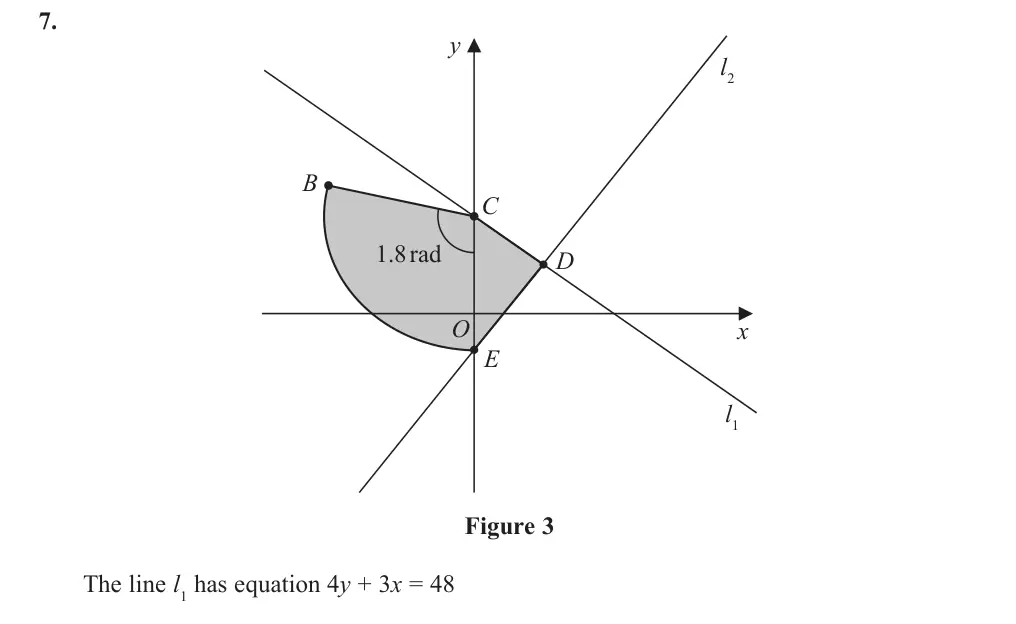 7.
y
l₂
B
C
1.8 rad
D
O
x
E
l₁
Figure 3
The line l₁ has equation 4y + 3x = 48